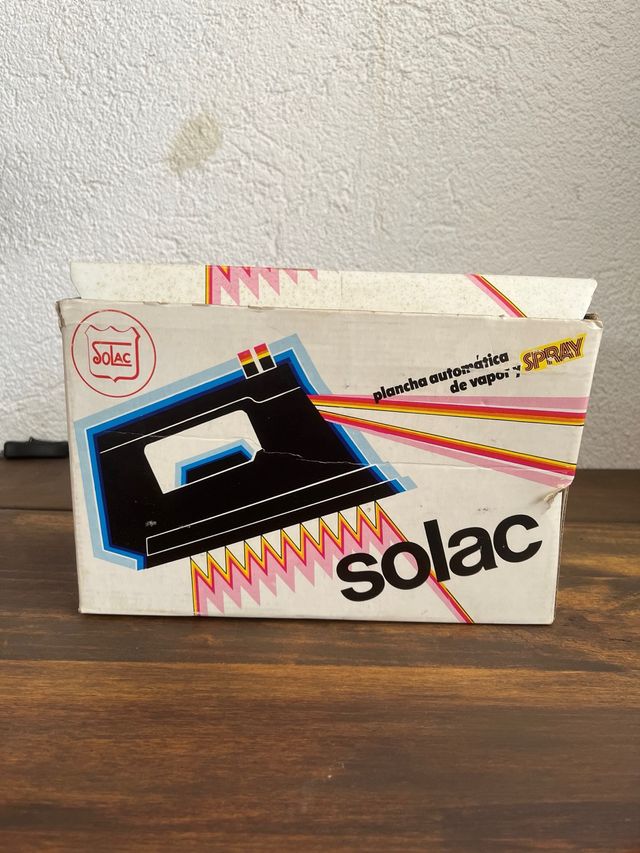 SOLAC
plancha automática
de vapor y SPRAY
solac